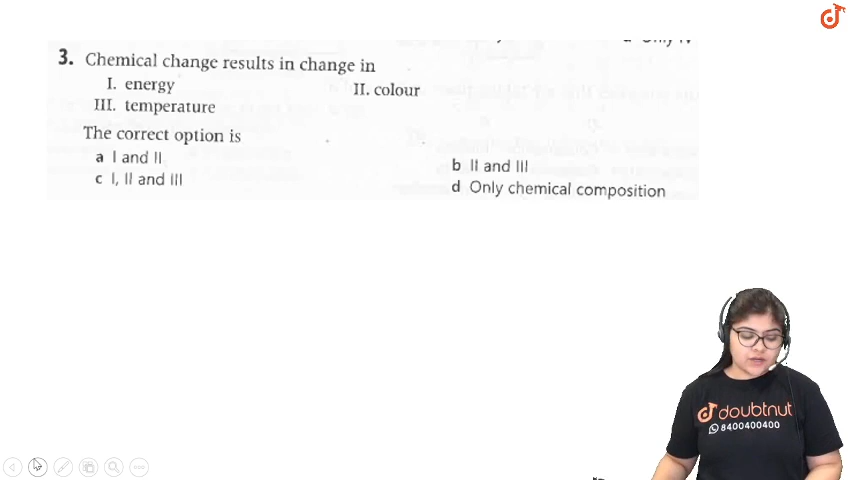 3. Chemical change results in change in
I. energy
II. colour
III. temperature
The correct option is
a I and II
b II and III
c I, II and III
d Only chemical composition
doubtnut
8400400400